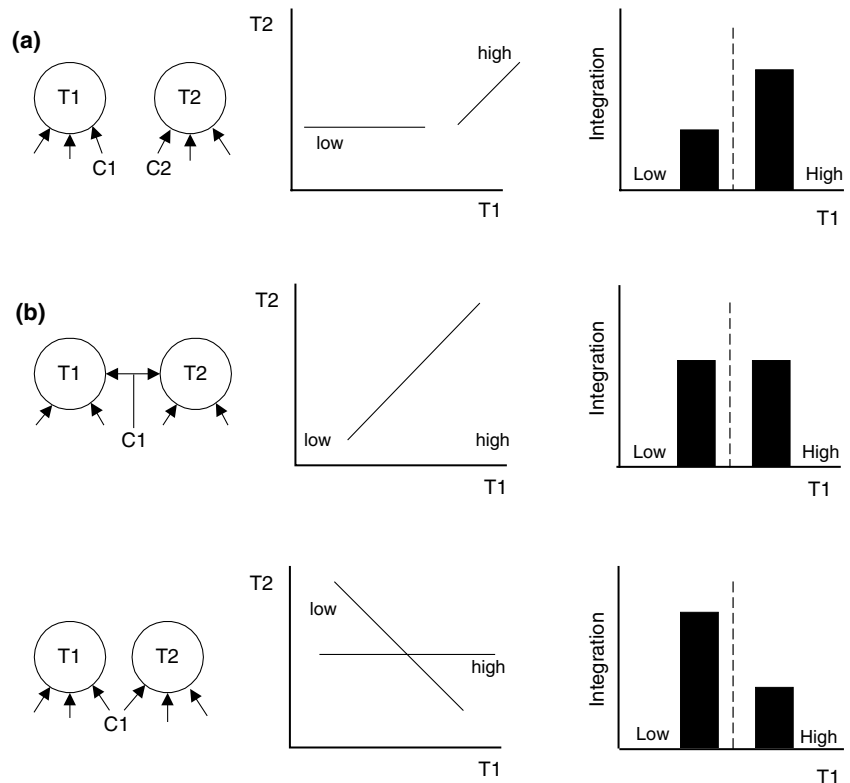 (a)
T1 T2
C1 C2
T2
high
low
T1
Integration
Low High
T1
(b)
T1 T2
C1
T2
low high
T1
Integration
Low High
T1
T1 T2
C1
T2
low
high
T1
Integration
Low High
T1